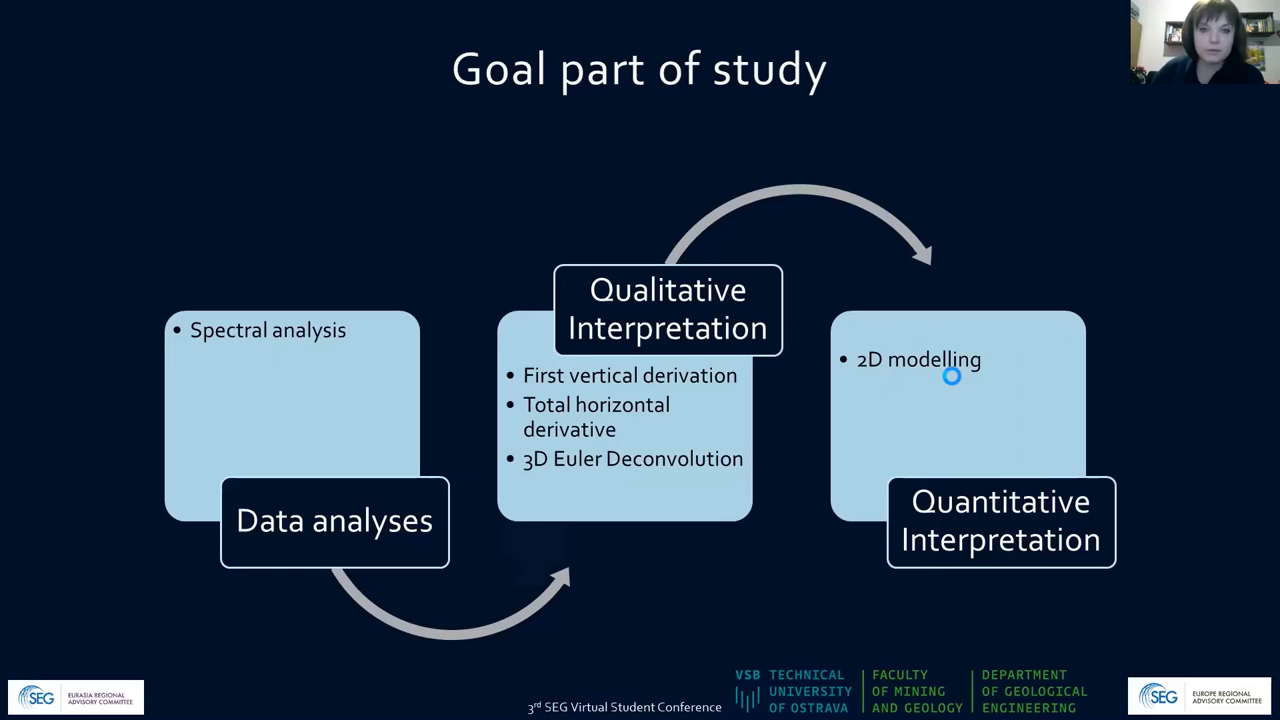 Goal part of study
• Spectral analysis
Data analyses
Qualitative
Interpretation
• First vertical derivation
• Total horizontal
derivative
• 3D Euler Deconvolution
• 2D modelling
Quantitative
Interpretation
SEG
EURASIA REGIONAL
ADVISORY COMMITTEE
3rd SEG Virtual Student Conference
VSB TECHNICAL
UNIVERSITY
OF OSTRAVA
FACULTY
OF MINING
AND GEOLOGY
DEPARTMENT
OF GEOLOGICAL
ENGINEERING
SEG
EUROPE REGIONAL
ADVISORY COMMITTEE